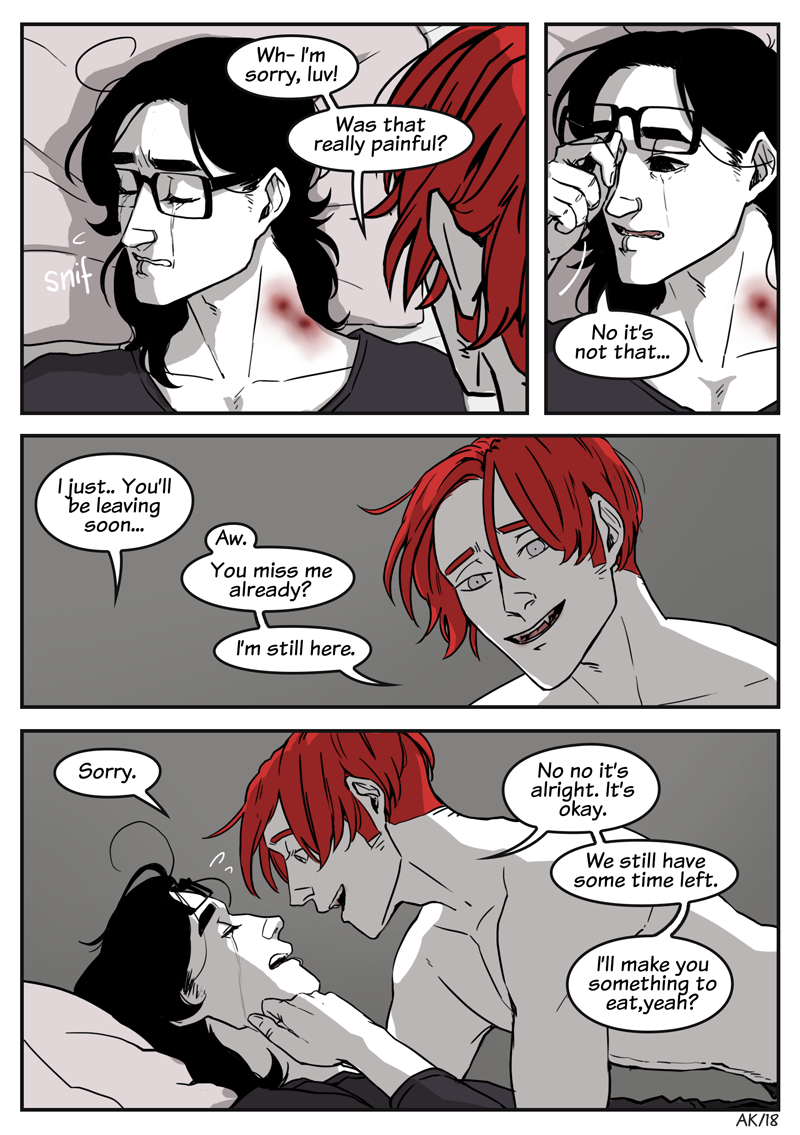 Wh- I'm
sorry, luv!
Was that
really painful?
snif
No it's
not that...
I just.. You'll
be leaving
soon...
Aw.
You miss me
already?
I'm still here.
Sorry.
No no it's
alright. It's
okay.
We still have
some time left.
I'll make you
something to
eat,yeah?
AK/18